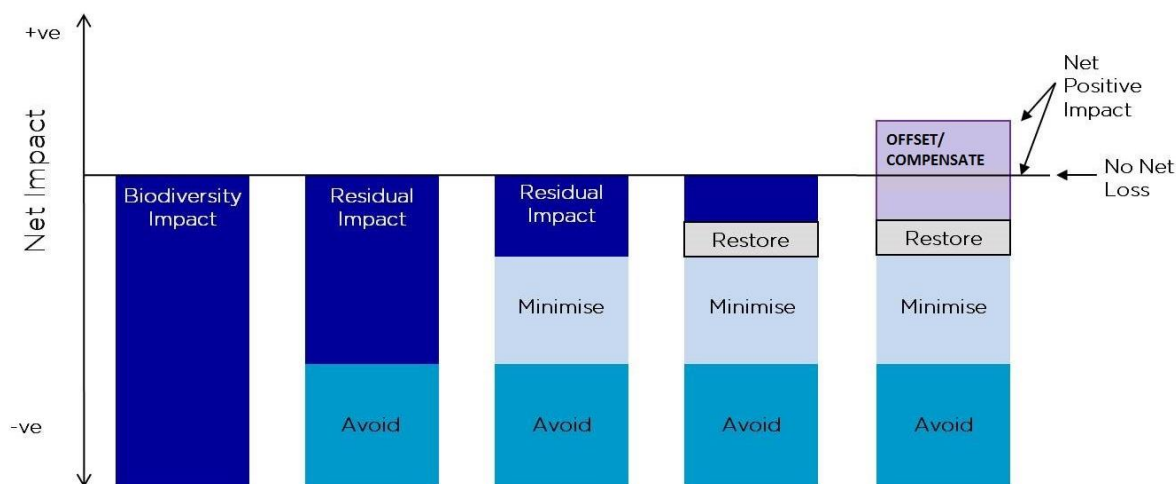 +ve
Net Impact
-ve
Biodiversity
Impact
Residual
Impact
Avoid
Residual
Impact
Minimise
Avoid
Restore
Minimise
Avoid
OFFSET/
COMPENSATE
Restore
Minimise
Avoid
Net
Positive
Impact
No Net
Loss